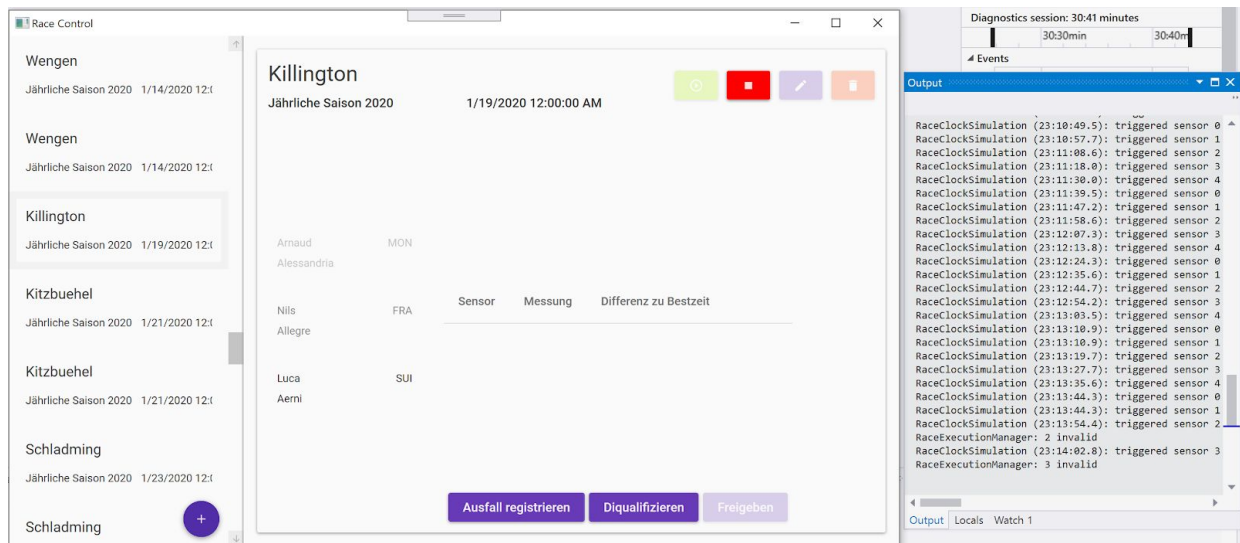 Race Control
Wengen
Jährliche Saison 2020 1/14/2020 12:(
Wengen
Jährliche Saison 2020 1/14/2020 12:(
Killington
Jährliche Saison 2020 1/19/2020 12:(
Kitzbuehel
Jährliche Saison 2020 1/21/2020 12:(
Kitzbuehel
Jährliche Saison 2020 1/21/2020 12:(
Schladming
Jährliche Saison 2020 1/23/2020 12:(
Schladming
+
Killington
Jährliche Saison 2020 1/19/2020 12:00:00 AM
Arnaud MON
Alessandria
Nils FRA
Allegre
Luca SUI
Aerni
Sensor Messung Differenz zu Bestzeit
Ausfall registrieren Diqualifizieren Freigeben
Diagnostics session: 30:41 minutes
30:30min 30:40m
Events
Output
RaceClockSimulation (23:10:49.5): triggered sensor 0
RaceClockSimulation (23:10:57.7): triggered sensor 1
RaceClockSimulation (23:11:08.6): triggered sensor 2
RaceClockSimulation (23:11:18.0): triggered sensor 3
RaceClockSimulation (23:11:30.0): triggered sensor 4
RaceClockSimulation (23:11:39.5): triggered sensor 0
RaceClockSimulation (23:11:47.2): triggered sensor 1
RaceClockSimulation (23:11:58.6): triggered sensor 2
RaceClockSimulation (23:12:07.3): triggered sensor 3
RaceClockSimulation (23:12:13.8): triggered sensor 4
RaceClockSimulation (23:12:24.3): triggered sensor 0
RaceClockSimulation (23:12:35.6): triggered sensor 1
RaceClockSimulation (23:12:44.7): triggered sensor 2
RaceClockSimulation (23:12:54.2): triggered sensor 3
RaceClockSimulation (23:13:03.5): triggered sensor 4
RaceClockSimulation (23:13:10.9): triggered sensor 0
RaceClockSimulation (23:13:10.9): triggered sensor 1
RaceClockSimulation (23:13:19.7): triggered sensor 2
RaceClockSimulation (23:13:27.7): triggered sensor 3
RaceClockSimulation (23:13:35.6): triggered sensor 4
RaceClockSimulation (23:13:44.3): triggered sensor 0
RaceClockSimulation (23:13:44.3): triggered sensor 1
RaceClockSimulation (23:13:54.4): triggered sensor 2
RaceExecutionManager: 2 invalid
RaceClockSimulation (23:14:02.8): triggered sensor 3
RaceExecutionManager: 3 invalid
Output Locals Watch 1